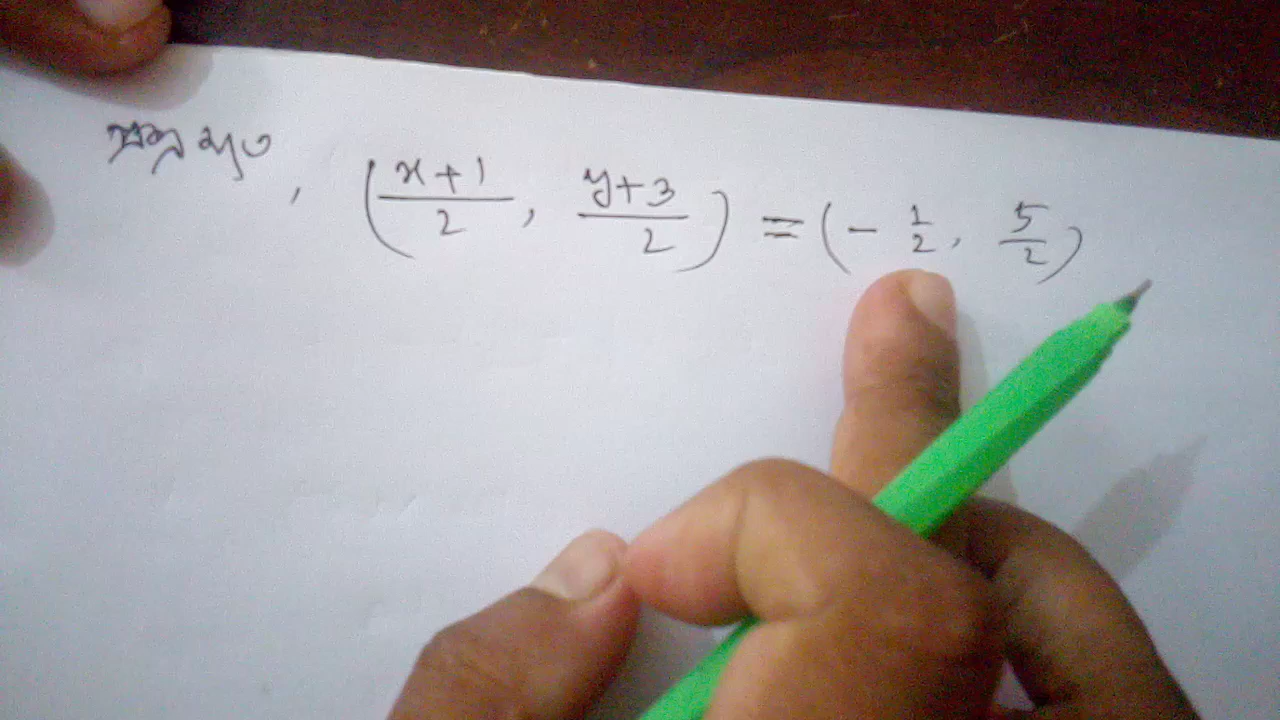 প্রশ্নমতে, ((x+1)/2, (y+3)/2) = (- 1/2, 5/2)